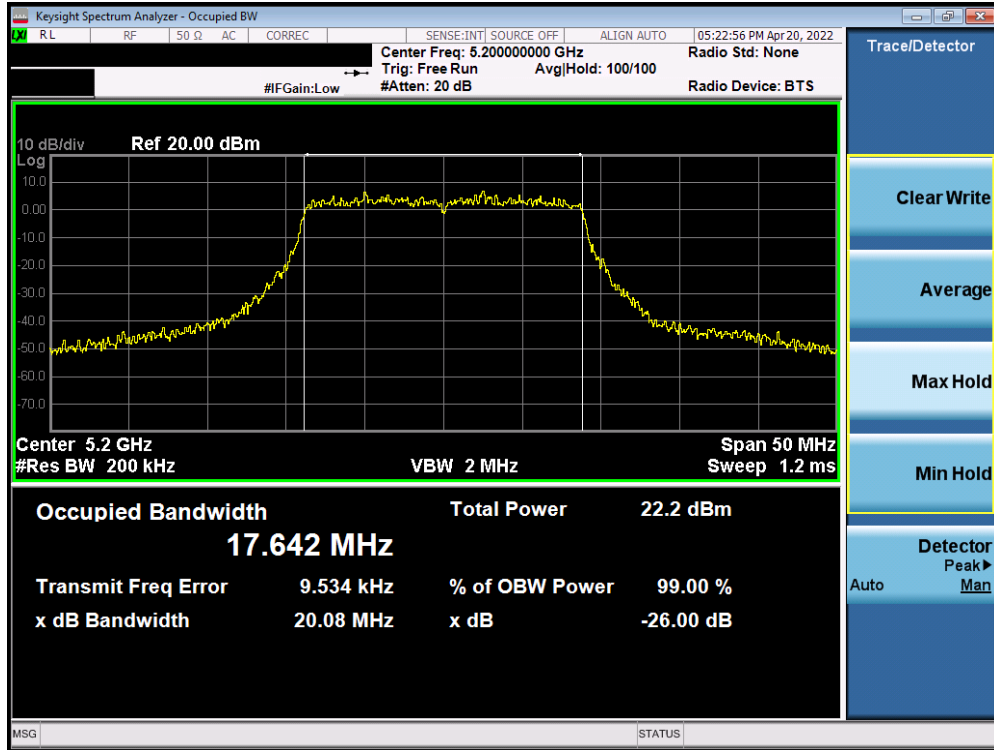 Keysight Spectrum Analyzer - Occupied BW
LXI RL RF 50 Ω AC CORREC SENSE:INT SOURCE OFF ALIGN AUTO 05:22:56 PM Apr 20, 2022
Center Freq: 5.200000000 GHz Radio Std: None
Trig: Free Run Avg|Hold: 100/100
#IFGain:Low #Atten: 20 dB Radio Device: BTS
10 dB/div Ref 20.00 dBm
Log
10.0
0.00
-10.0
-20.0
-30.0
-40.0
-50.0
-60.0
-70.0
Center 5.2 GHz Span 50 MHz
#Res BW 200 kHz VBW 2 MHz Sweep 1.2 ms
Occupied Bandwidth Total Power 22.2 dBm
17.642 MHz
Transmit Freq Error 9.534 kHz % of OBW Power 99.00 %
x dB Bandwidth 20.08 MHz x dB -26.00 dB
MSG STATUS
Trace/Detector
Clear Write
Average
Max Hold
Min Hold
Detector
Peak▶
Auto Man